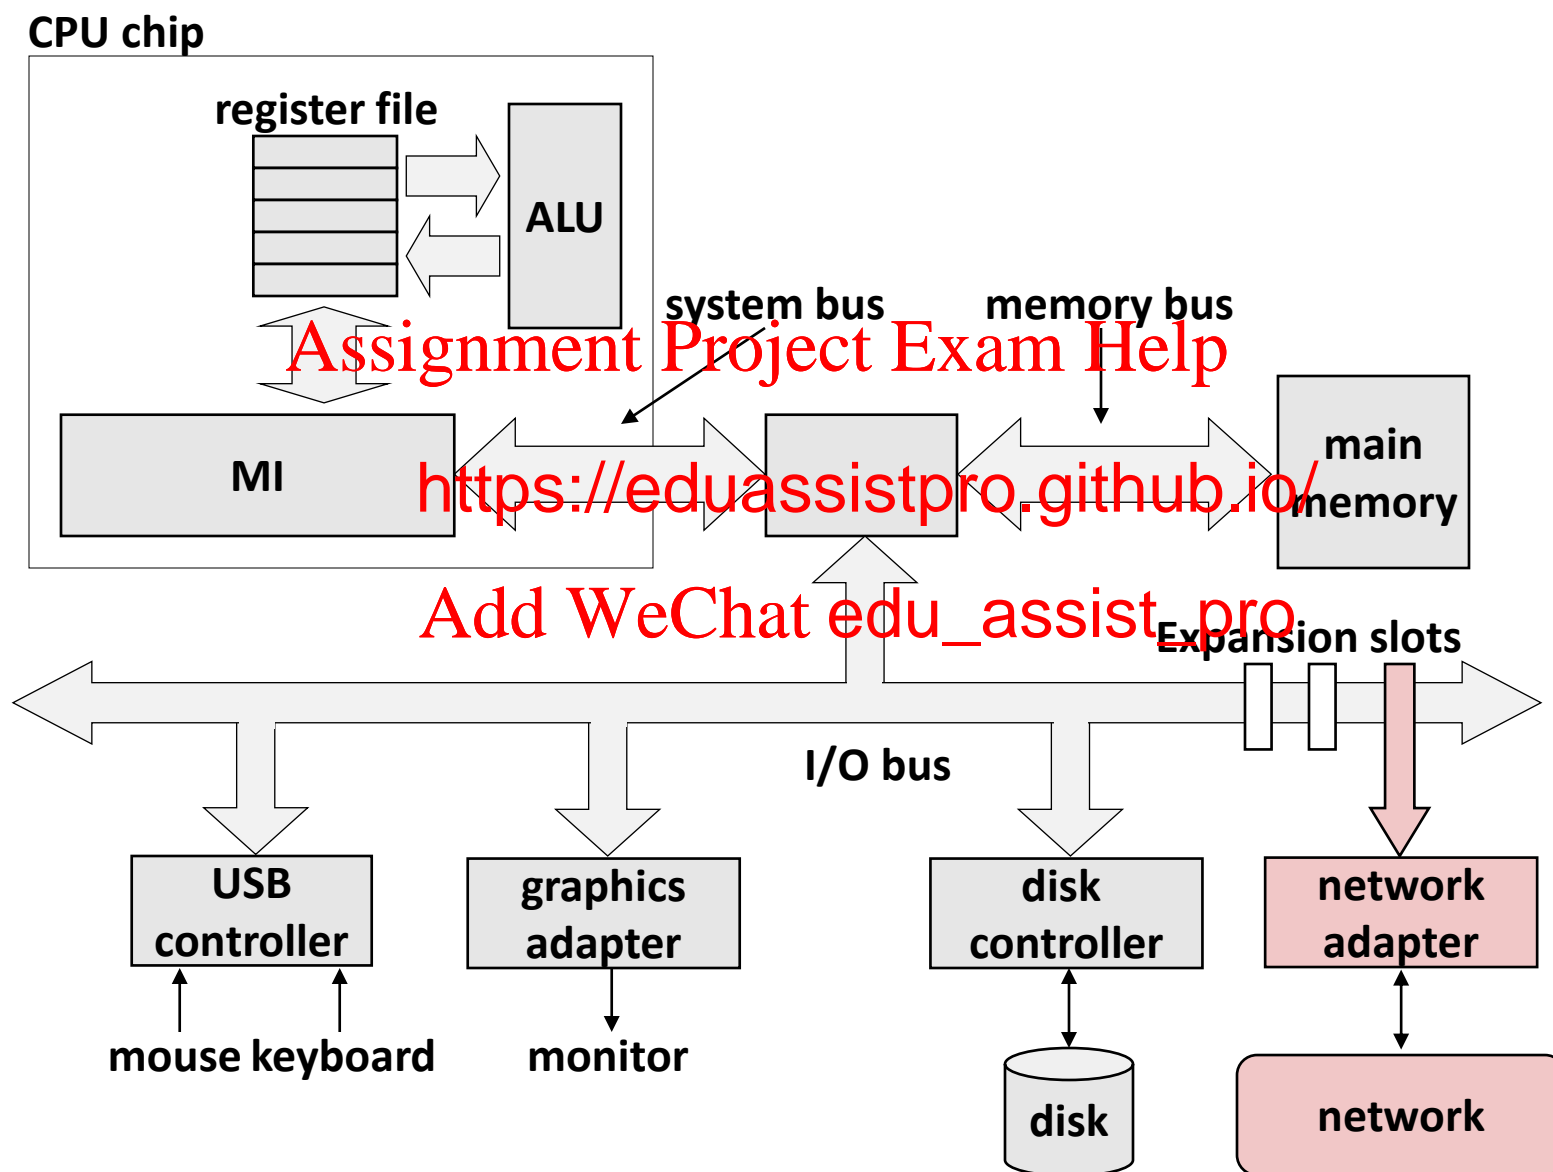 CPU chip
register file
ALU
system bus
memory bus
Assignment Project Exam Help
MI
main
memory
https://eduassistpro.github.io/
Add WeChat edu_assist_pro
Expansion slots
I/O bus
USB
controller
graphics
adapter
disk
controller
network
adapter
mouse keyboard
monitor
disk
network